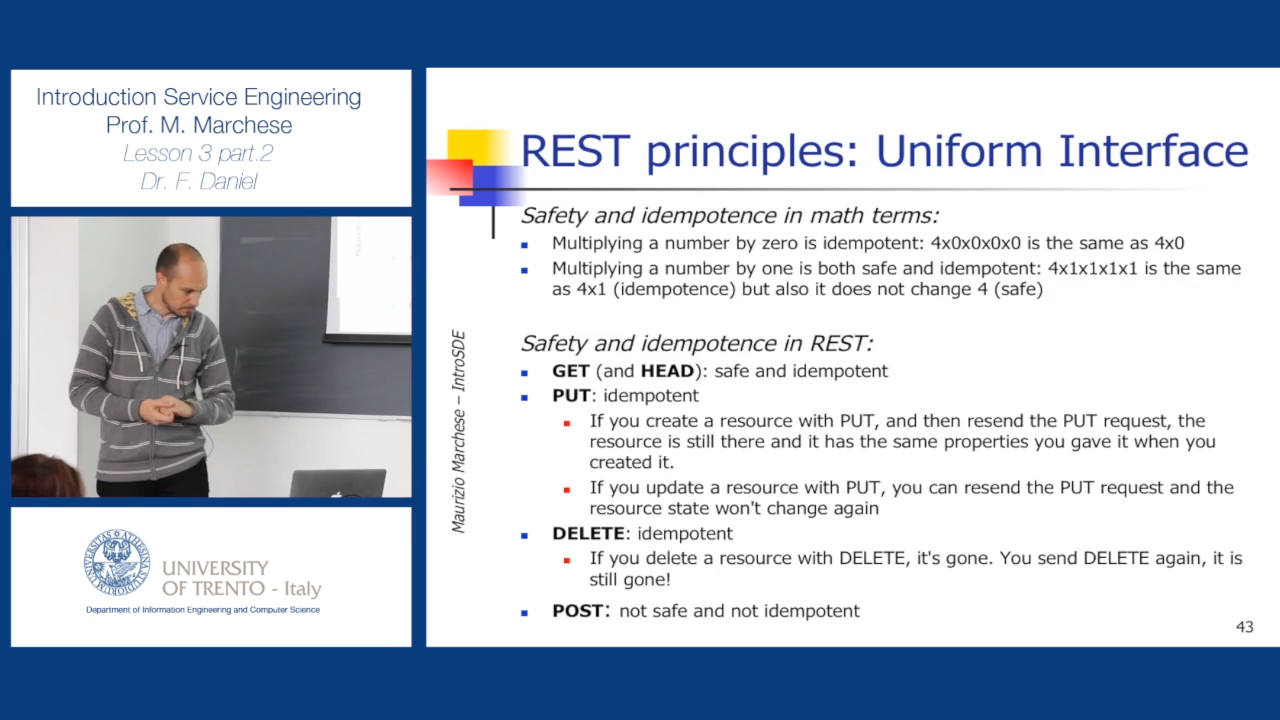 Introduction Service Engineering
Prof. M. Marchese
Lesson 3 part.2
Dr. F. Daniel
UNIVERSITY
OF TRENTO - Italy
Department of Information Engineering and Computer Science
REST principles: Uniform Interface
Safety and idempotence in math terms:
Multiplying a number by zero is idempotent: 4x0x0x0x0 is the same as 4x0
Multiplying a number by one is both safe and idempotent: 4x1x1x1x1 is the same
as 4x1 (idempotence) but also it does not change 4 (safe)
Safety and idempotence in REST:
GET (and HEAD): safe and idempotent
PUT: idempotent
If you create a resource with PUT, and then resend the PUT request, the
resource is still there and it has the same properties you gave it when you
created it.
If you update a resource with PUT, you can resend the PUT request and the
resource state won't change again
DELETE: idempotent
If you delete a resource with DELETE, it's gone. You send DELETE again, it is
still gone!
POST: not safe and not idempotent
Maurizio Marchese – IntroSDE
43